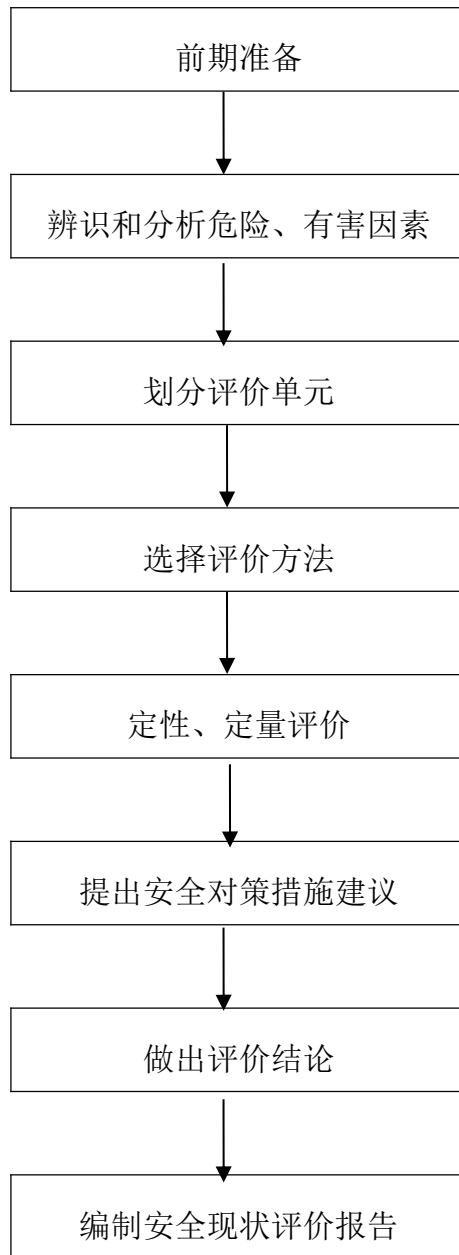 前期准备
辨识和分析危险、有害因素
划分评价单元
选择评价方法
定性、定量评价
提出安全对策措施建议
做出评价结论
编制安全现状评价报告